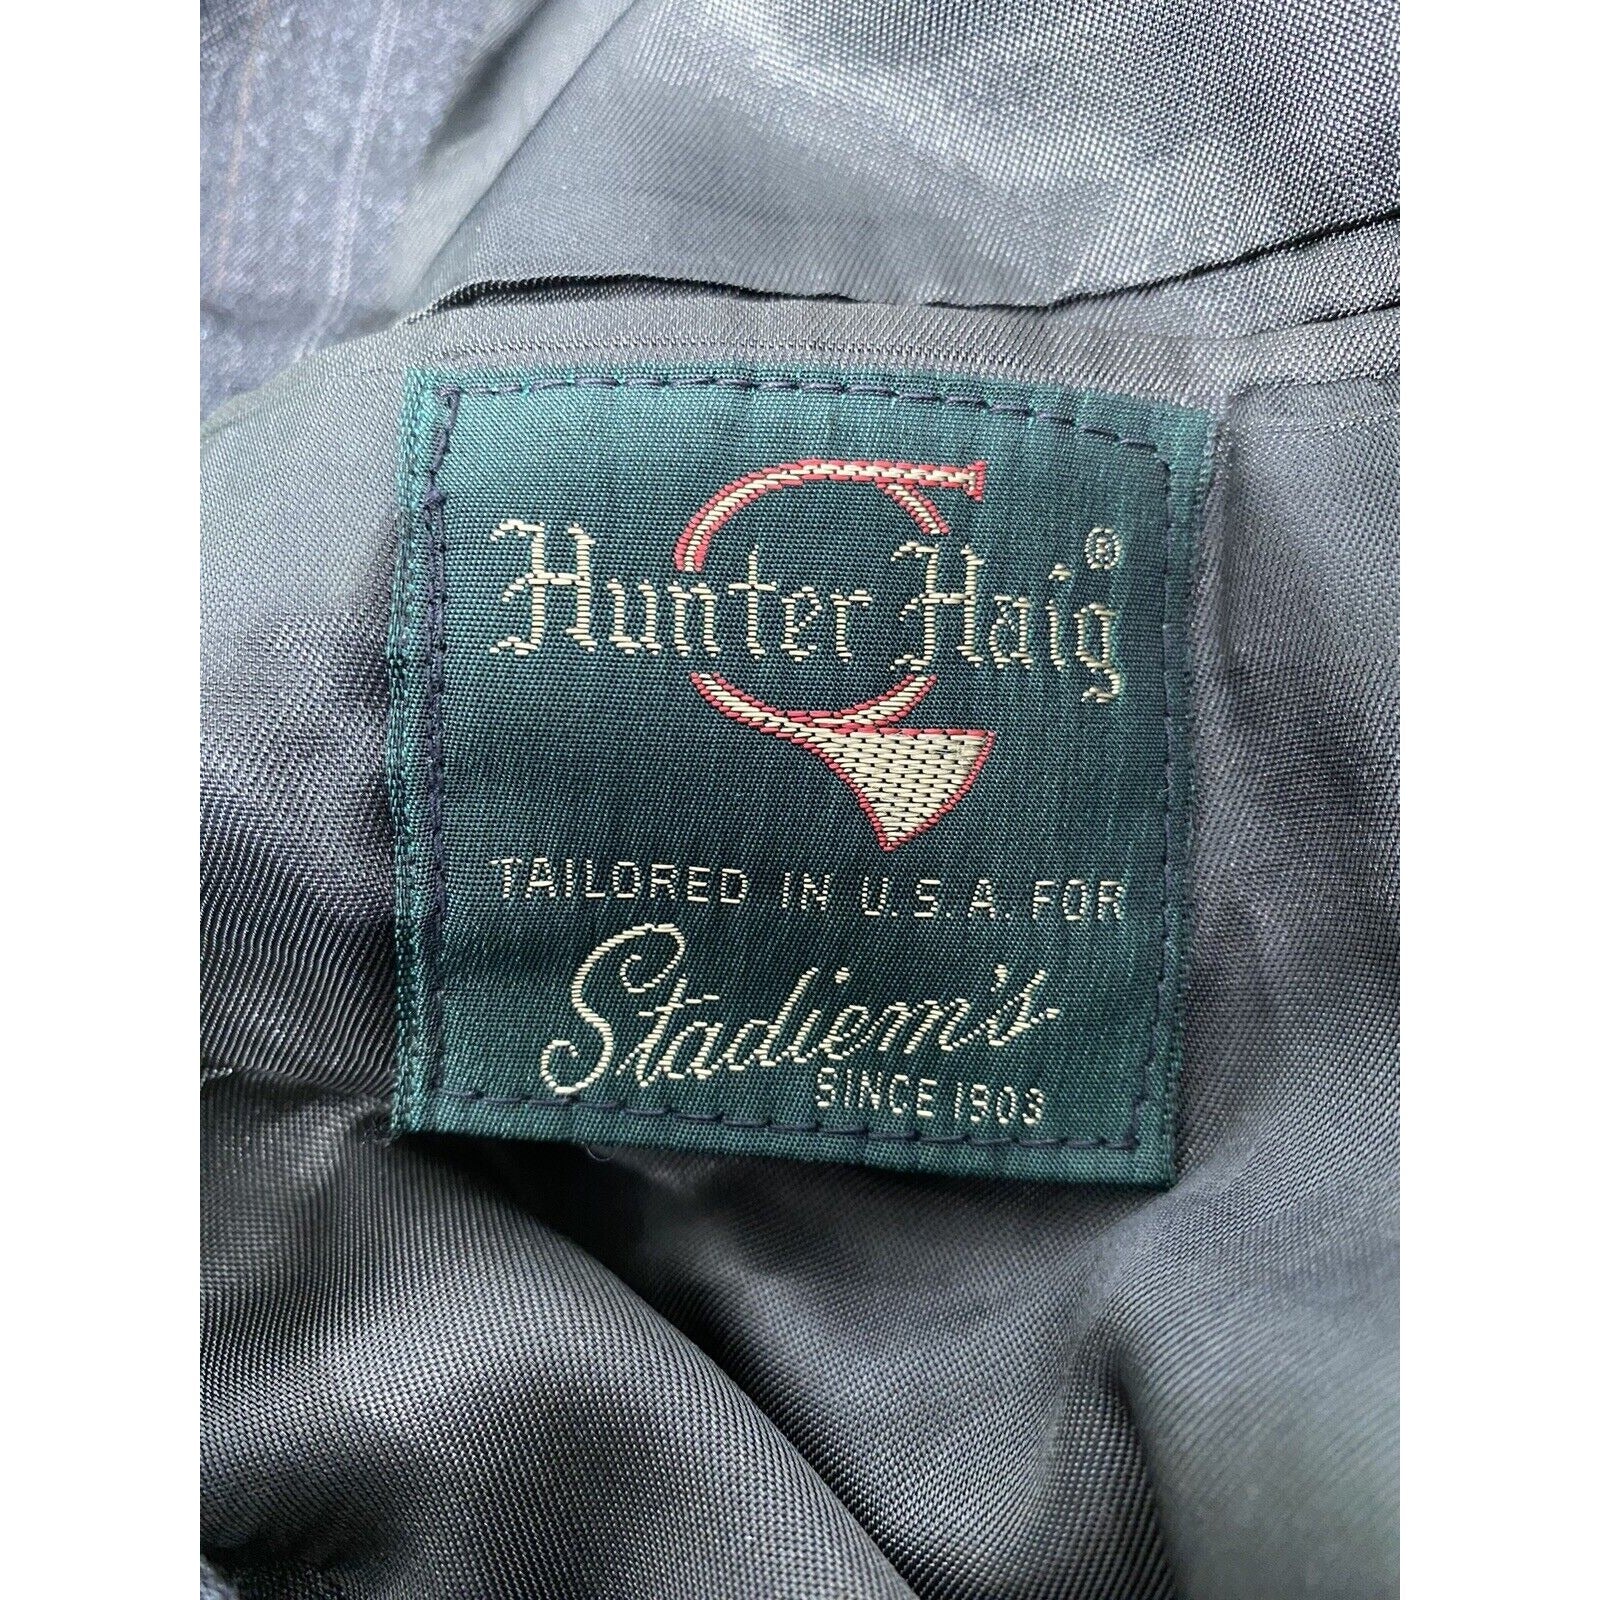 Hunter Haig®
TAILORED IN U.S.A. FOR
Stadiem's
SINCE 1903